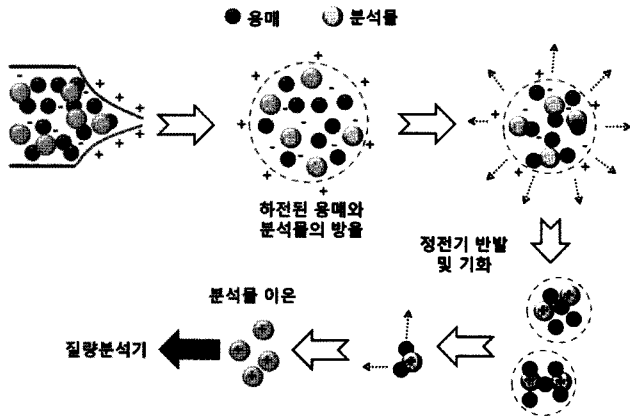 용매 분석물
하전된 용매와
분석물의 방울
정전기 반발
및 기화
분석물 이온
질량분석기